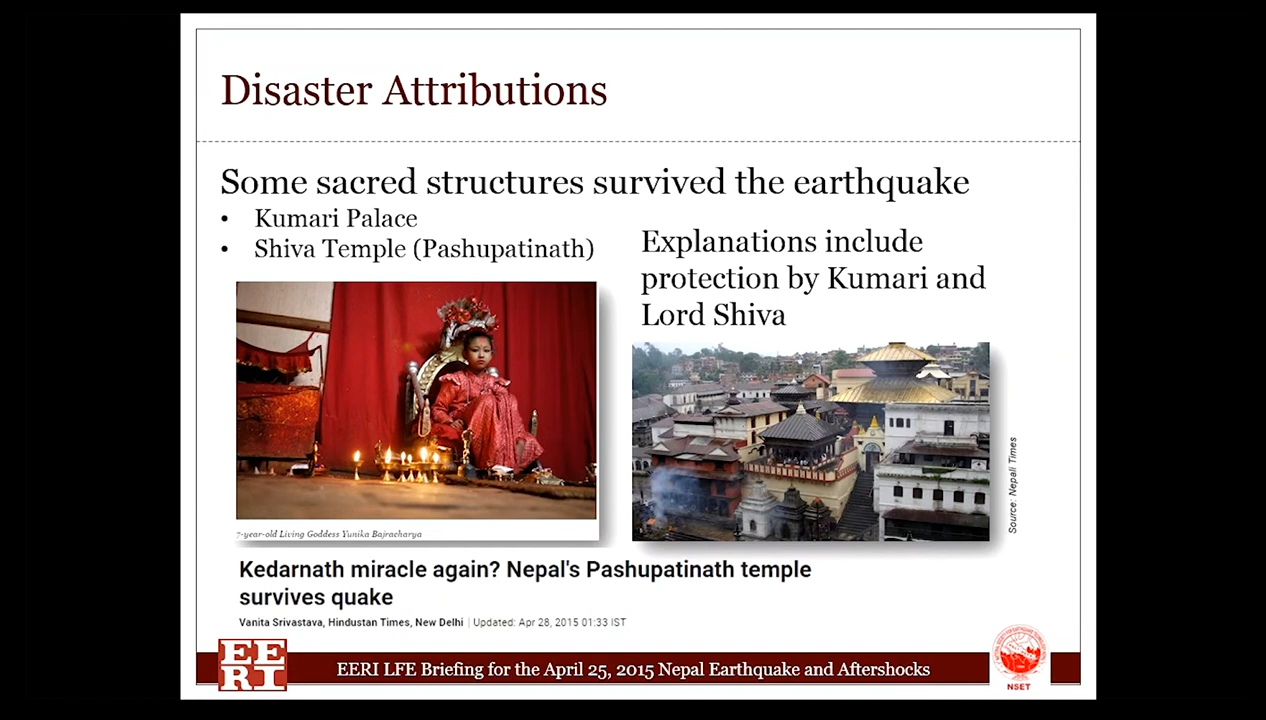 Disaster Attributions
Some sacred structures survived the earthquake
• Kumari Palace
• Shiva Temple (Pashupatinath)
Explanations include
protection by Kumari and
Lord Shiva
7-year-old Living Goddess Yunika Bajracharya
Source: Nepali Times
Kedarnath miracle again? Nepal's Pashupatinath temple
survives quake
Vanita Srivastava, Hindustan Times, New Delhi | Updated: Apr 28, 2015 01:33 IST
EE
RI
EERI LFE Briefing for the April 25, 2015 Nepal Earthquake and Aftershocks
NSET